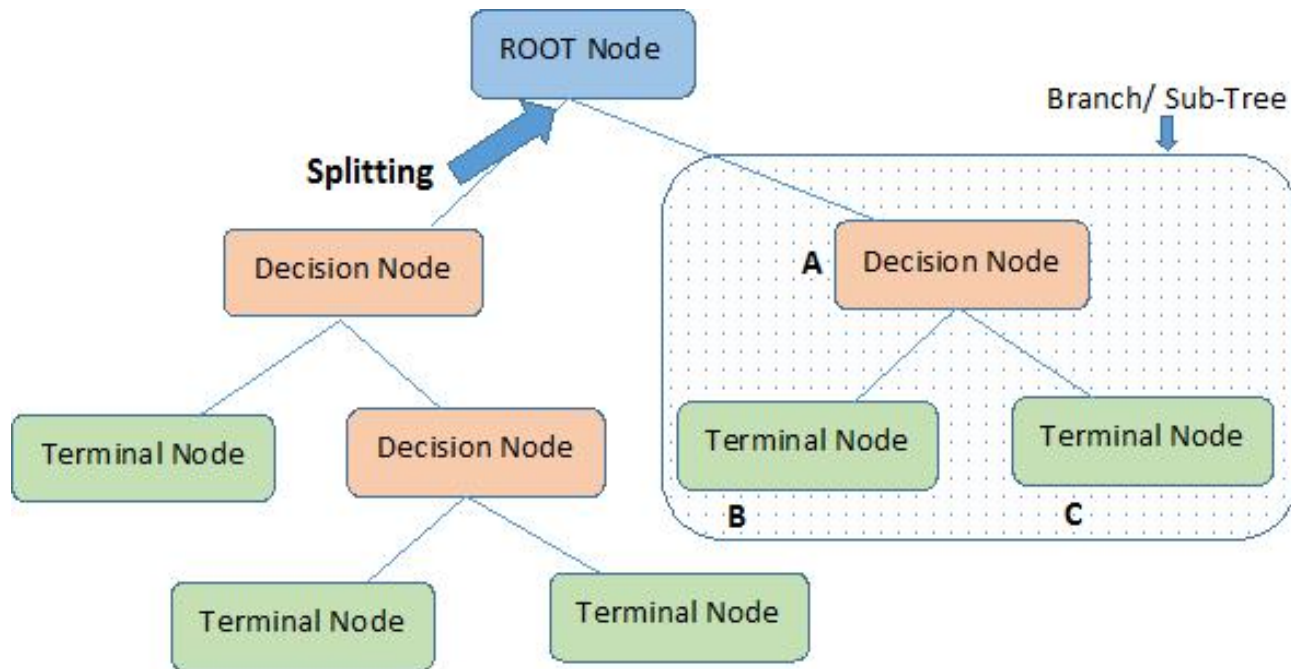 ROOT Node
Branch/ Sub-Tree
Splitting
Decision Node
A
Decision Node
Terminal Node
Decision Node
Terminal Node
Terminal Node
B
C
Terminal Node
Terminal Node